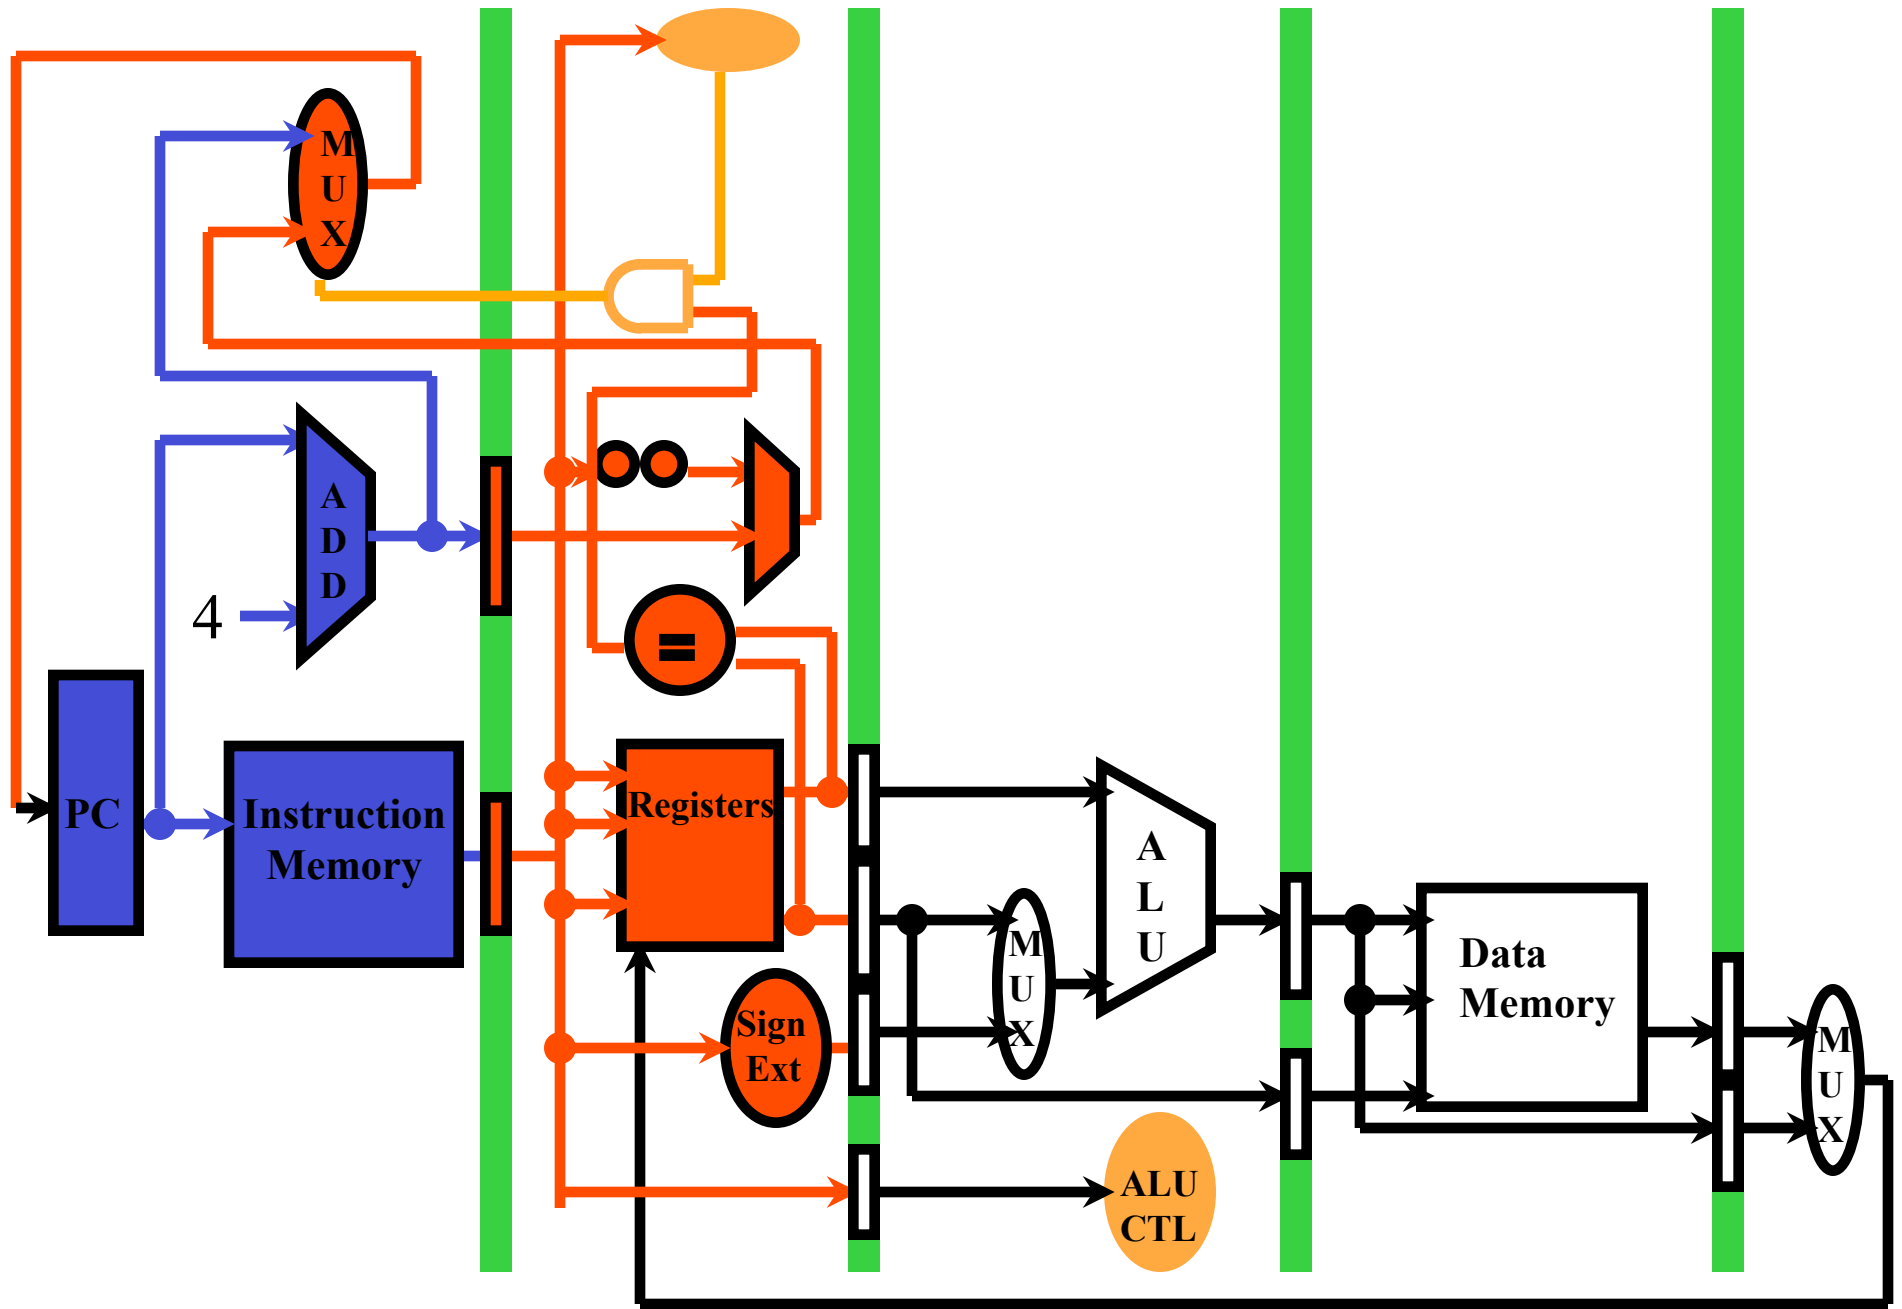 M
U
X
A
D
D
4
=
PC
Instruction
Memory
Registers
Sign
Ext
A
L
U
M
U
X
ALU
CTL
Data
Memory
M
U
X